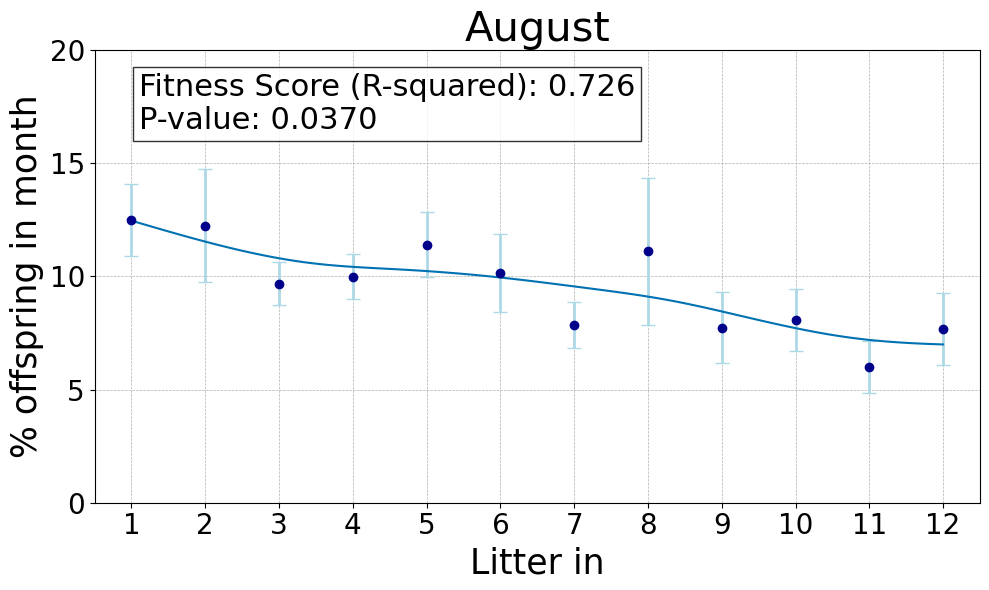 August
Fitness Score (R-squared): 0.726
P-value: 0.0370
% offspring in month
20
15
10
5
0
1 2 3 4 5 6 7 8 9 10 11 12
Litter in